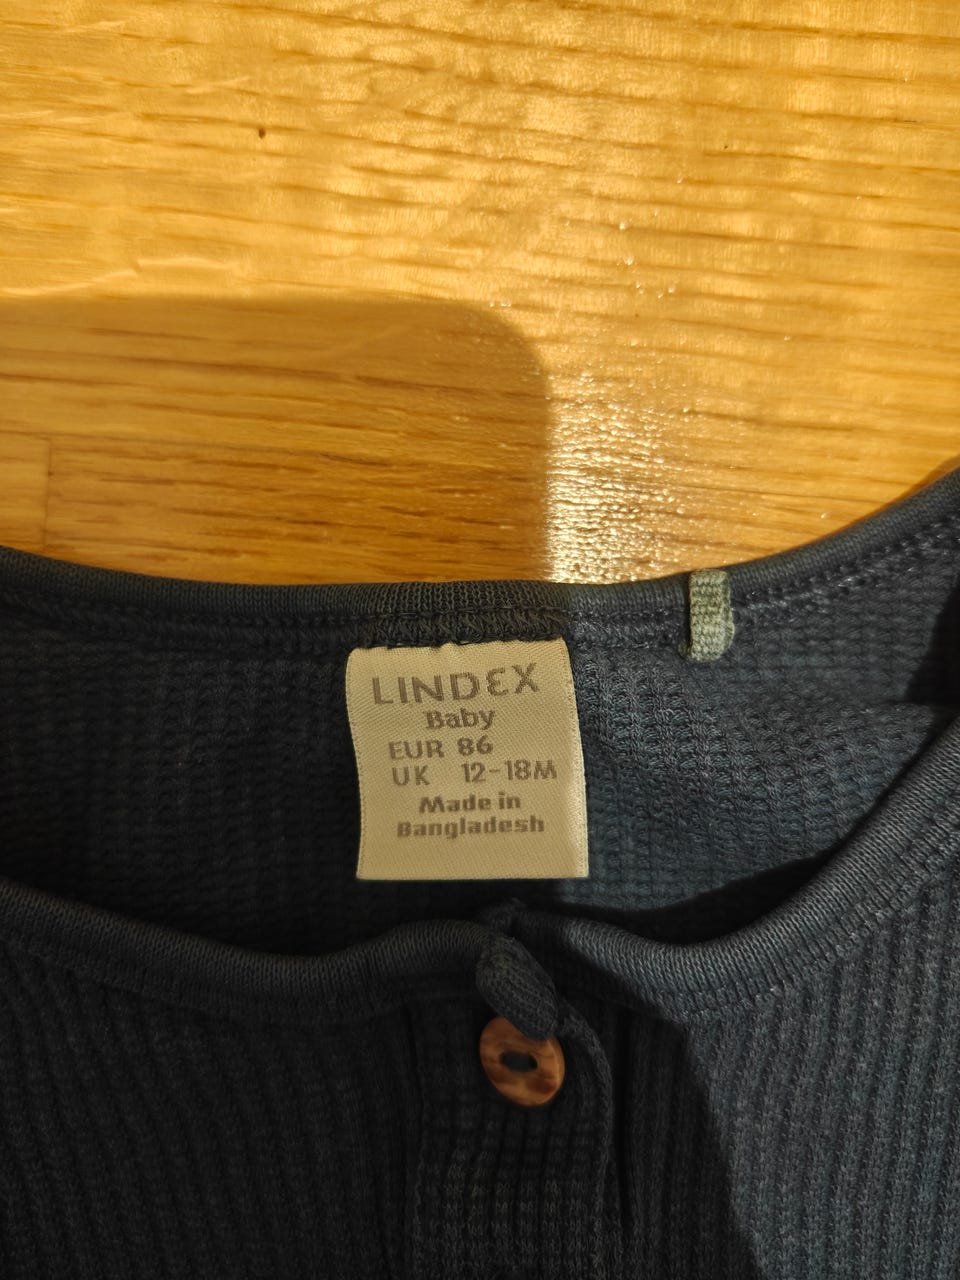 LINDEX
Baby
EUR 86
UK 12-18M
Made in
Bangladesh